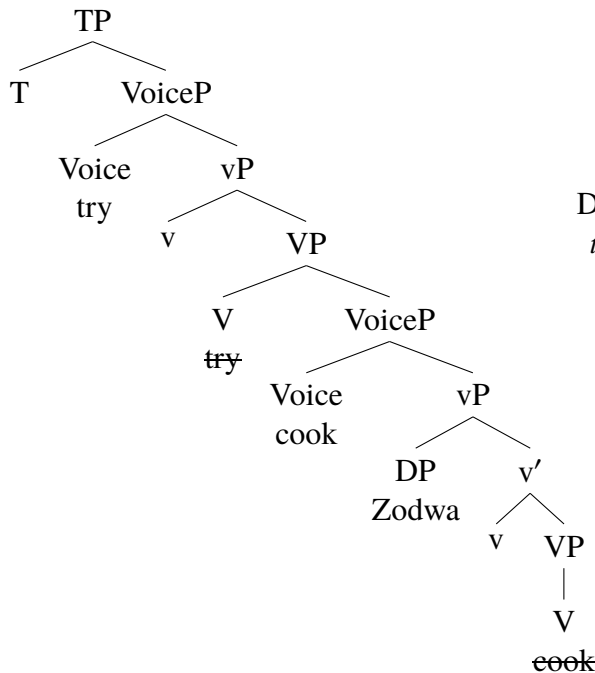 TP
T VoiceP
Voice vP
try
v VP
D
t
V VoiceP
try
Voice vP
cook
DP v′
Zodwa
v VP
V
cook